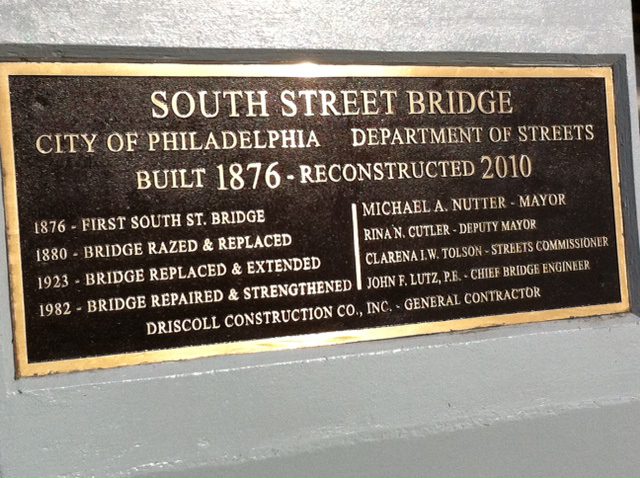 SOUTH STREET BRIDGE
CITY OF PHILADELPHIA DEPARTMENT OF STREETS
BUILT 1876 - RECONSTRUCTED 2010
1876 - FIRST SOUTH ST. BRIDGE
1880 - BRIDGE RAZED & REPLACED
1923 - BRIDGE REPLACED & EXTENDED
1982 - BRIDGE REPAIRED & STRENGTHENED
MICHAEL A. NUTTER - MAYOR
RINA N. CUTLER - DEPUTY MAYOR
CLARENA I.W. TOLSON - STREETS COMMISSIONER
JOHN F. LUTZ, P.E. - CHIEF BRIDGE ENGINEER
DRISCOLL CONSTRUCTION CO., INC. - GENERAL CONTRACTOR